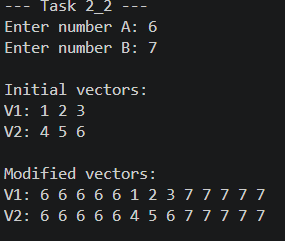 --- Task 2_2 ---
Enter number A: 6
Enter number B: 7
Initial vectors:
V1: 1 2 3
V2: 4 5 6
Modified vectors:
V1: 6 6 6 6 6 1 2 3 7 7 7 7 7
V2: 6 6 6 6 6 4 5 6 7 7 7 7 7